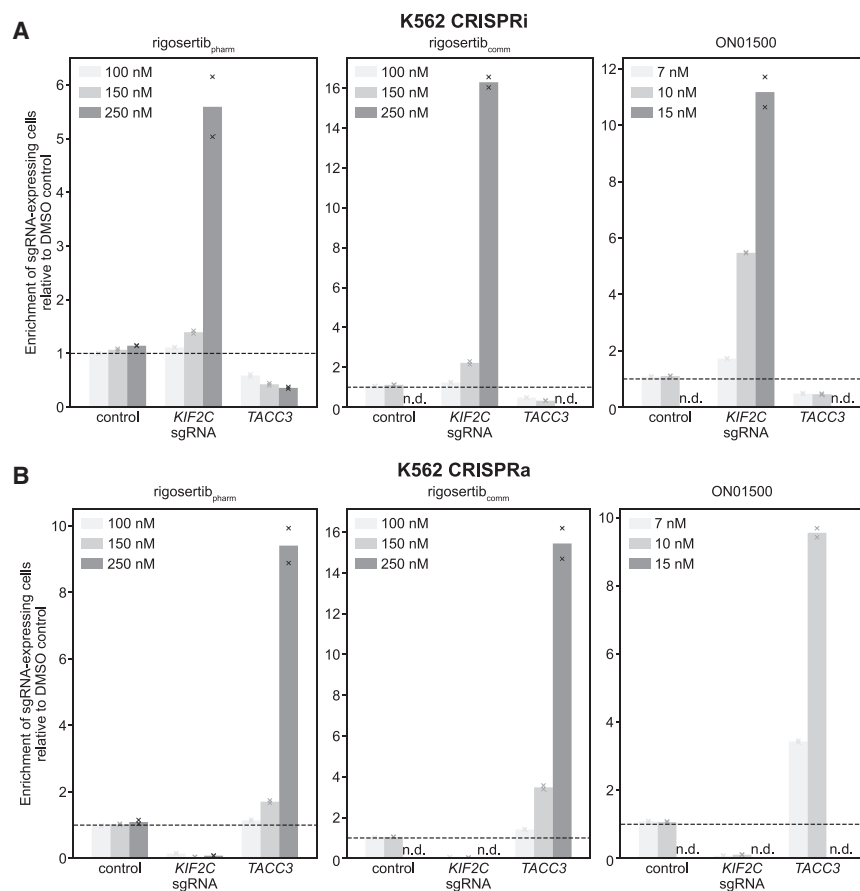 A
K562 CRISPRi
rigosertib_pharm
rigosertib_comm
ON01500
Enrichment of sgRNA-expressing cells
relative to DMSO control
6
5
4
3
2
1
0
100 nM
150 nM
250 nM
control
KIF2C
TACC3
sgRNA
16
14
12
10
8
6
4
2
0
100 nM
150 nM
250 nM
n.d.
n.d.
control
KIF2C
TACC3
sgRNA
12
10
8
6
4
2
0
7 nM
10 nM
15 nM
n.d.
n.d.
control
KIF2C
TACC3
sgRNA
B
K562 CRISPRa
rigosertib_pharm
rigosertib_comm
ON01500
Enrichment of sgRNA-expressing cells
relative to DMSO control
10
8
6
4
2
1
0
100 nM
150 nM
250 nM
control
KIF2C
TACC3
sgRNA
16
14
12
10
8
6
4
2
0
100 nM
150 nM
250 nM
n.d.
n.d.
control
KIF2C
TACC3
sgRNA
10
8
6
4
2
1
0
7 nM
10 nM
15 nM
n.d.
n.d.
n.d.
control
KIF2C
TACC3
sgRNA